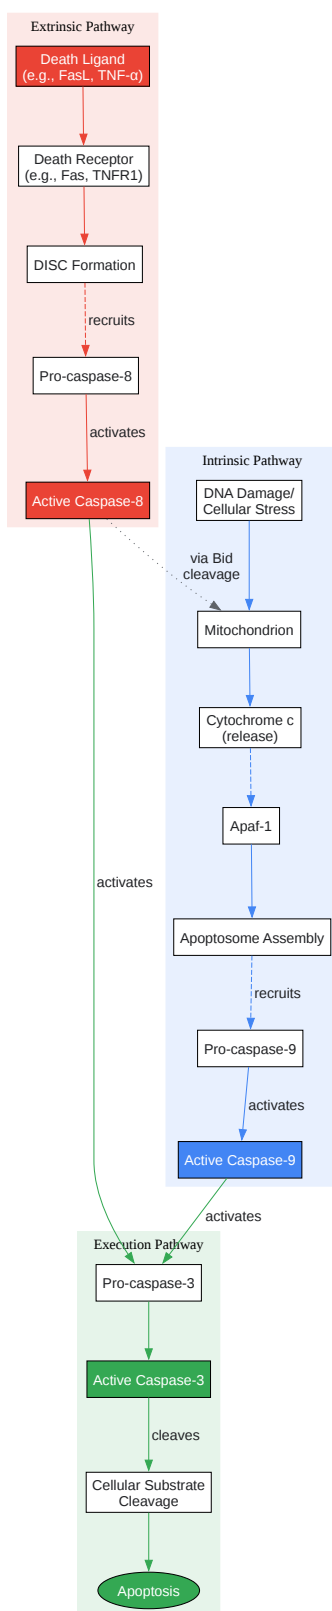 Extrinsic Pathway
Death Ligand
(e.g., FasL, TNF-α)
Death Receptor
(e.g., Fas, TNFR1)
DISC Formation
recruits
Pro-caspase-8
activates
Active Caspase-8
Intrinsic Pathway
DNA Damage/
Cellular Stress
via Bid
cleavage
Mitochondrion
Cytochrome c
(release)
Apaf-1
activates
Apoptosome Assembly
recruits
Pro-caspase-9
activates
Active Caspase-9
activates
Execution Pathway
Pro-caspase-3
Active Caspase-3
cleaves
Cellular Substrate
Cleavage
Apoptosis